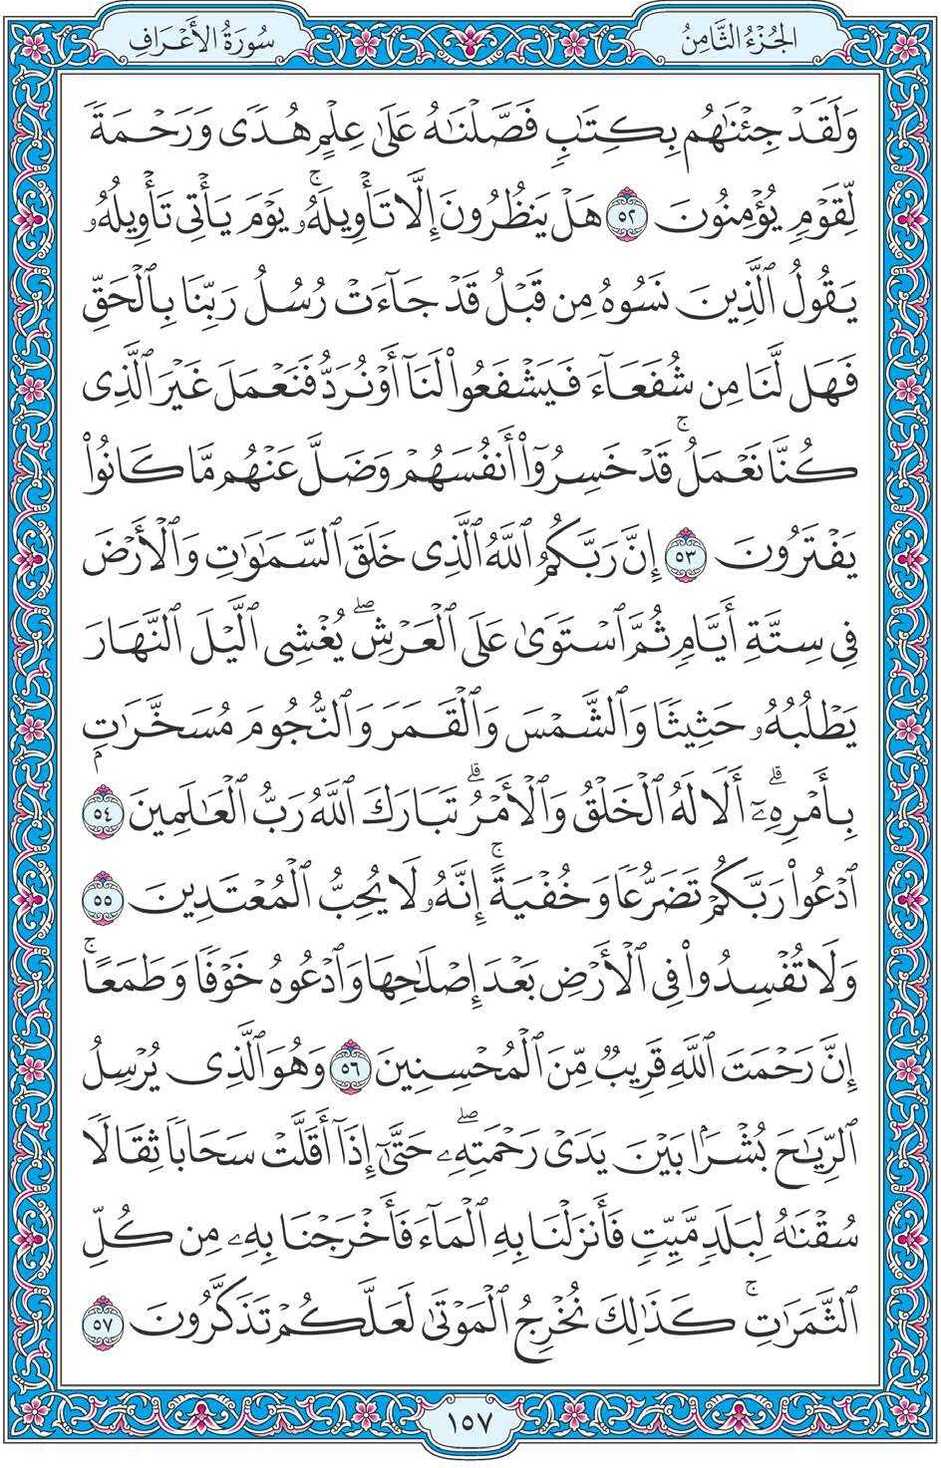 الجُزْءُ الثَّامِنُ
سُورَةُ الأَعْرَافِ
وَلَقَدْ جِئْنَٰهُم بِكِتَٰبٖ فَصَّلْنَٰهُ عَلَىٰ عِلْمٍ هُدٗى وَرَحْمَةٗ
لِّقَوْمٖ يُؤْمِنُونَ ٥٢ هَلْ يَنظُرُونَ إِلَّا تَأْوِيلَهُۥۚ يَوْمَ يَأْتِي تَأْوِيلُهُۥ
يَقُولُ ٱلَّذِينَ نَسُوهُ مِن قَبْلُ قَدْ جَآءَتْ رُسُلُ رَبِّنَا بِٱلْحَقِّ
فَهَل لَّنَا مِن شُفَعَآءَ فَيَشْفَعُوا۟ لَنَآ أَوْ نُرَدُّ فَنَعْمَلَ غَيْرَ ٱلَّذِي
كُنَّا نَعْمَلُۚ قَدْ خَسِرُوٓا۟ أَنفُسَهُمْ وَضَلَّ عَنْهُم مَّا كَانُوا۟
يَفْتَرُونَ ٥٣ إِنَّ رَبَّكُمُ ٱللَّهُ ٱلَّذِي خَلَقَ ٱلسَّمَٰوَٰتِ وَٱلْأَرْضَ
فِي سِتَّةِ أَيَّامٖ ثُمَّ ٱسْتَوَىٰ عَلَى ٱلْعَرْشِۖ يُغْشِي ٱلَّيْلَ ٱلنَّهَارَ
يَطْلُبُهُۥ حَثِيثٗا وَٱلشَّمْسَ وَٱلْقَمَرَ وَٱلنُّجُومَ مُسَخَّرَٰتِۭ
بِأَمْرِهِۦٓۗ أَلَا لَهُ ٱلْخَلْقُ وَٱلْأَمْرُۗ تَبَارَكَ ٱللَّهُ رَبُّ ٱلْعَٰلَمِينَ ٥٤
ٱدْعُوا۟ رَبَّكُمْ تَضَرُّعٗا وَخُفْيَةًۚ إِنَّهُۥ لَا يُحِبُّ ٱلْمُعْتَدِينَ ٥٥
وَلَا تُفْسِدُوا۟ فِي ٱلْأَرْضِ بَعْدَ إِصْلَٰحِهَا وَٱدْعُوهُ خَوْفٗا وَطَمَعًاۚ
إِنَّ رَحْمَتَ ٱللَّهِ قَرِيبٞ مِّنَ ٱلْمُحْسِنِينَ ٥٦ وَهُوَ ٱلَّذِي يُرْسِلُ
ٱلرِّيَٰحَ بُشْرَۢا بَيْنَ يَدَيْ رَحْمَتِهِۦۖ حَتَّىٰٓ إِذَآ أَقَلَّتْ سَحَابٗا ثِقَالٗا
سُقْنَٰهُ لِبَلَدٖ مَّيِّتٖ فَأَنزَلْنَا بِهِ ٱلْمَآءَ فَأَخْرَجْنَا بِهِۦ مِن كُلِّ
ٱلثَّمَرَٰتِۚ كَذَٰلِكَ نُخْرِجُ ٱلْمَوْتَىٰ لَعَلَّكُمْ تَذَكَّرُونَ ٥٧
١٥٧